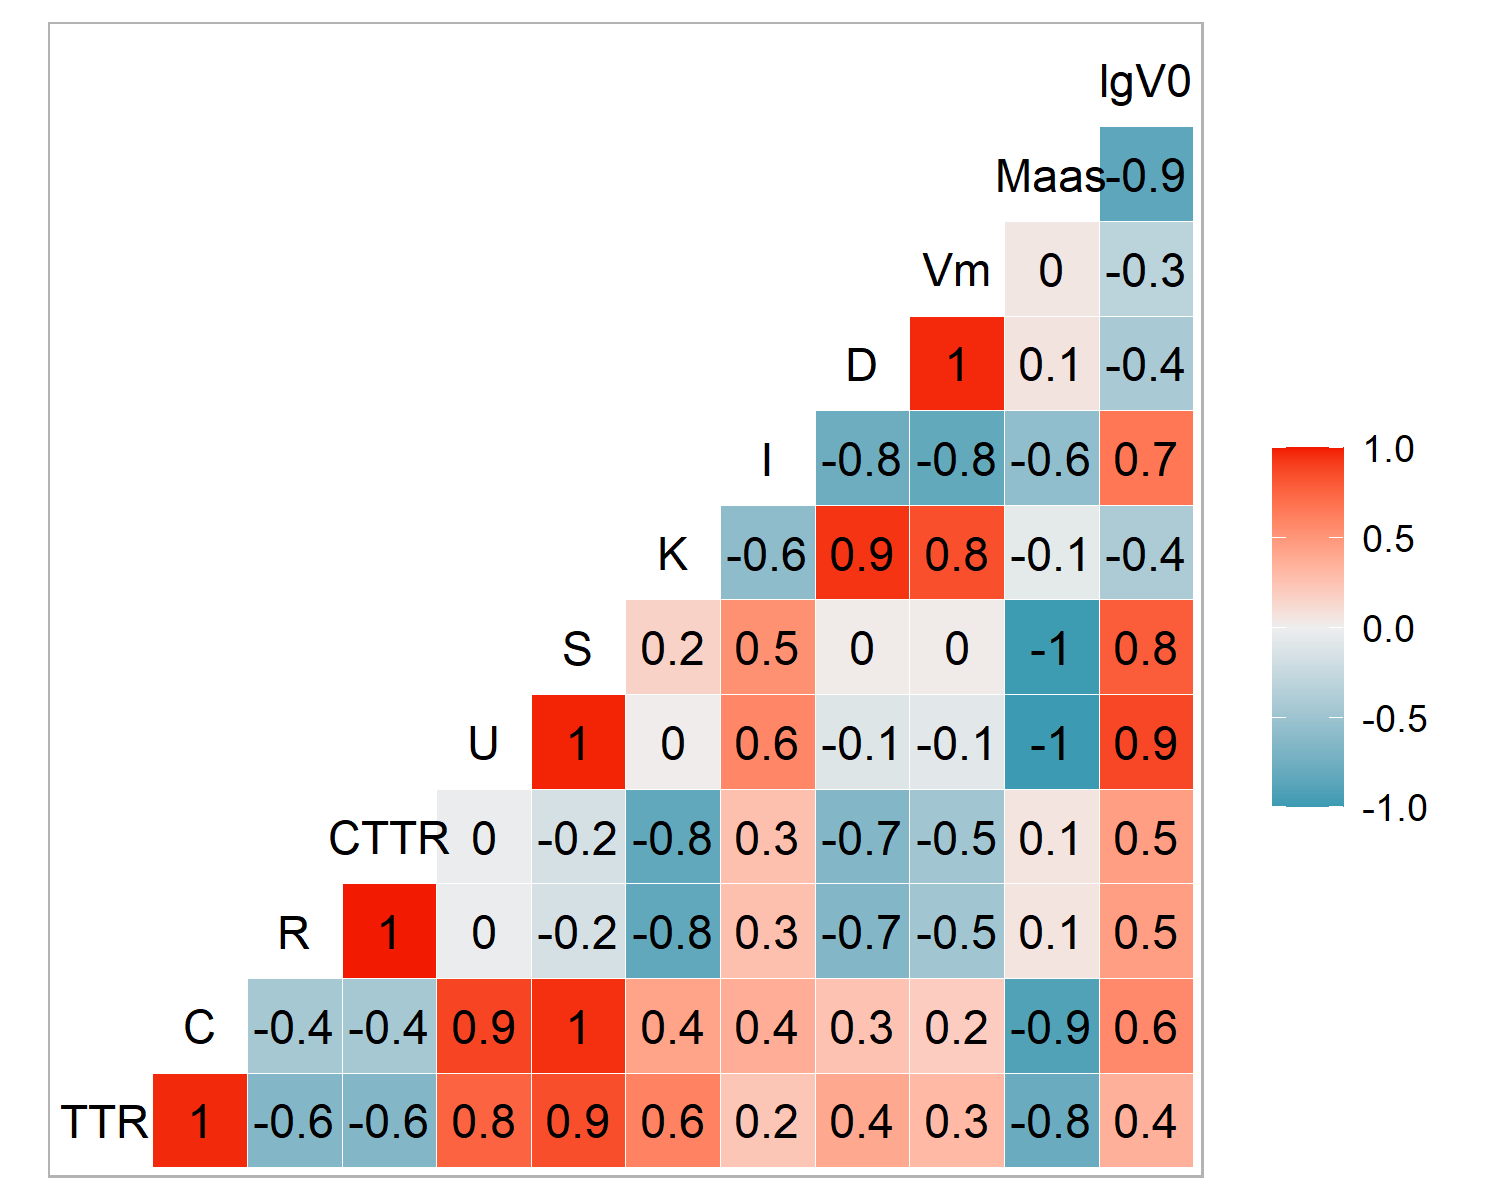 lgV0
Maas -0.9
Vm 0 -0.3
D 1 0.1 -0.4
I -0.8 -0.8 -0.6 0.7
K -0.6 0.9 0.8 -0.1 -0.4
S 0.2 0.5 0 0 -1 0.8
U 1 0 0.6 -0.1 -0.1 -1 0.9
CTTR 0 -0.2 -0.8 0.3 -0.7 -0.5 0.1 0.5
R 1 0 -0.2 -0.8 0.3 -0.7 -0.5 0.1 0.5
C -0.4 -0.4 0.9 1 0.4 0.4 0.3 0.2 -0.9 0.6
TTR 1 -0.6 -0.6 0.8 0.9 0.6 0.2 0.4 0.3 -0.8 0.4
1.0
0.5
0.0
-0.5
-1.0